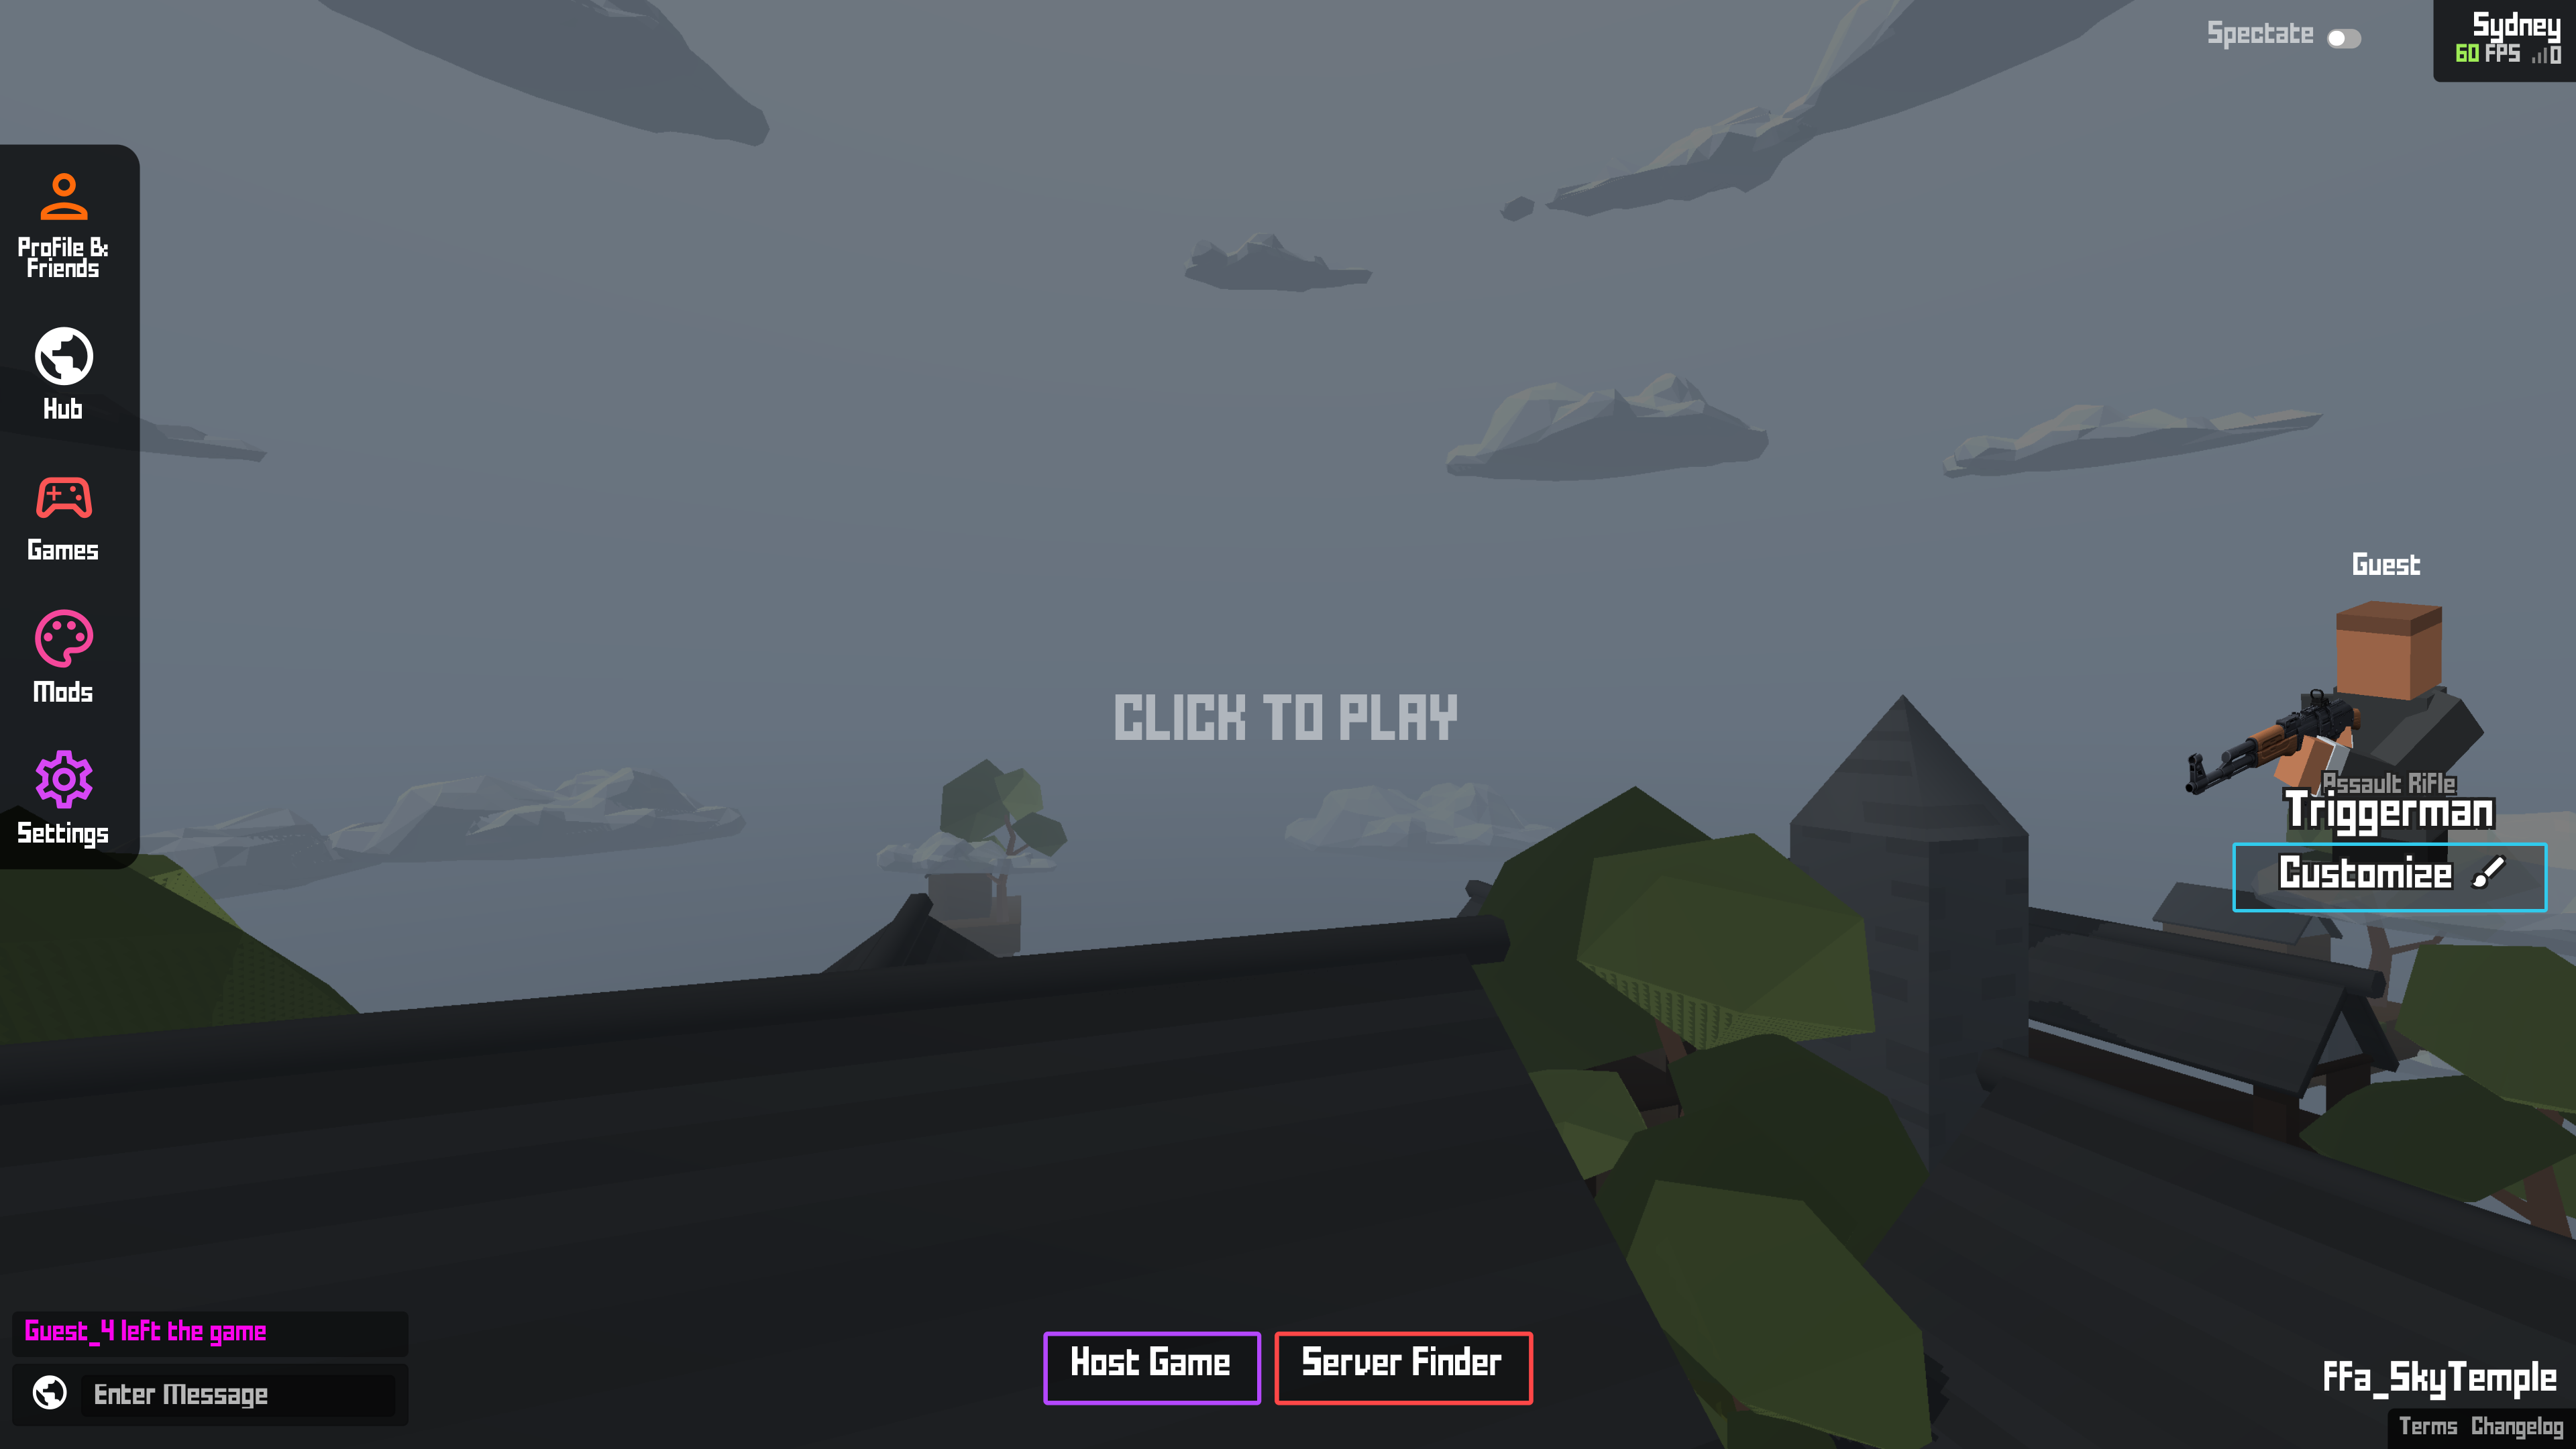 Spectate
Sydney
60 FPS 0
Profile &
Friends
Hub
Games
Mods
Settings
CLICK TO PLAY
Guest
Assault Rifle
Triggerman
Customize
Guest_4 left the game
Enter Message
Host Game
Server Finder
FFa_SkyTemple
Terms Changelog